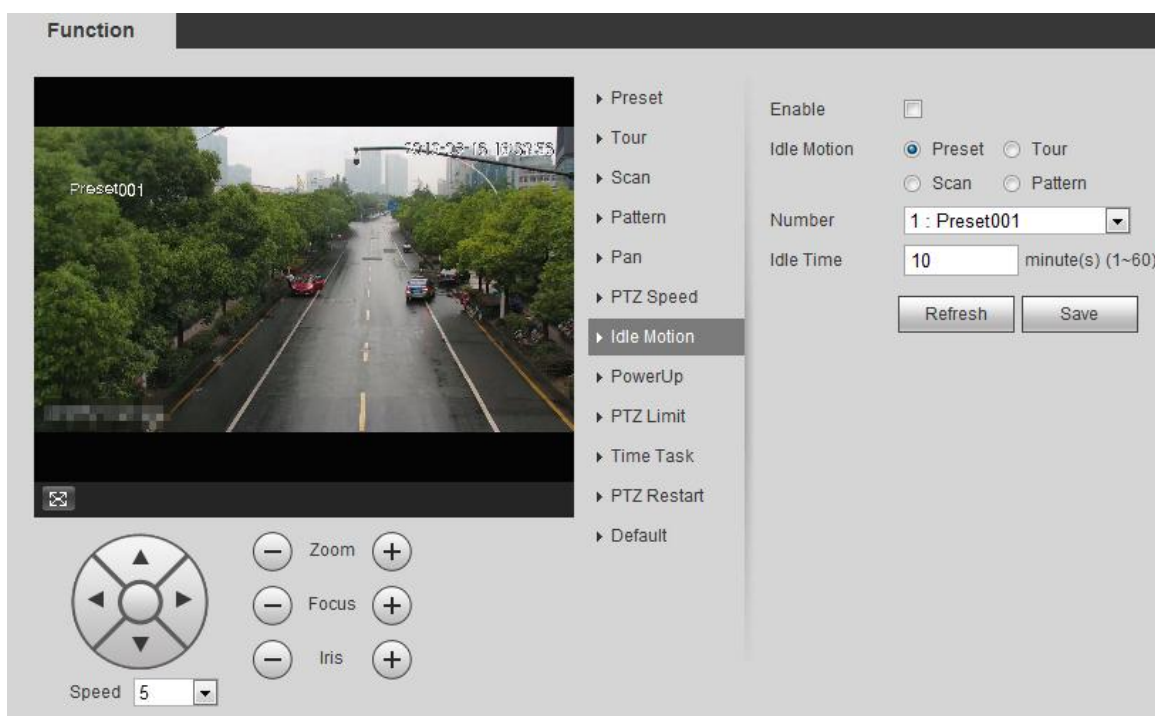 Function
Preset001
Preset
Tour
Scan
Pattern
Pan
PTZ Speed
Idle Motion
PowerUp
PTZ Limit
Time Task
PTZ Restart
Default
Enable
Idle Motion Preset Tour
Scan Pattern
Number 1 : Preset001
Idle Time 10 minute(s) (1~60)
Refresh Save
Zoom
Focus
Iris
Speed 5